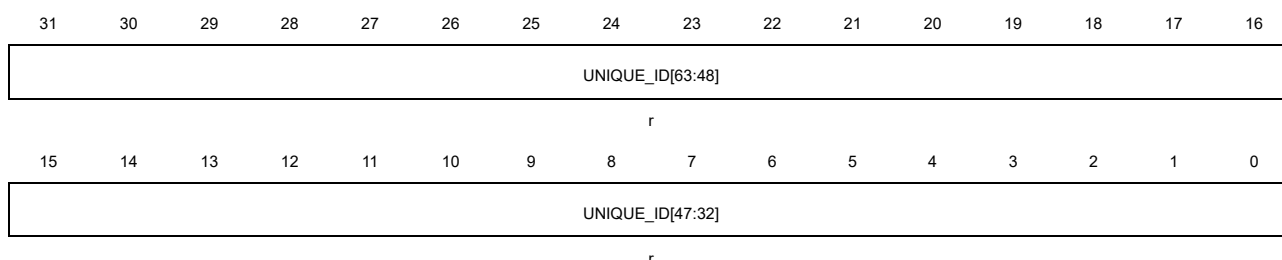 31 30 29 28 27 26 25 24 23 22 21 20 19 18 17 16
UNIQUE_ID[63:48]
r
15 14 13 12 11 10 9 8 7 6 5 4 3 2 1 0
UNIQUE_ID[47:32]
r